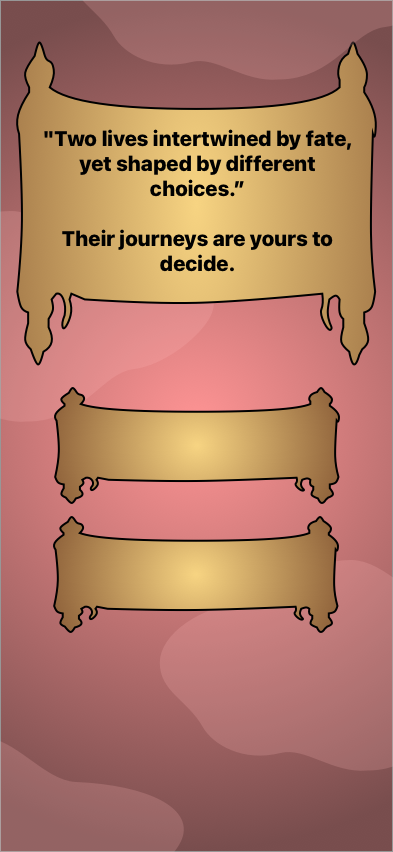 "Two lives intertwined by fate,
yet shaped by different
choices.”
Their journeys are yours to
decide.